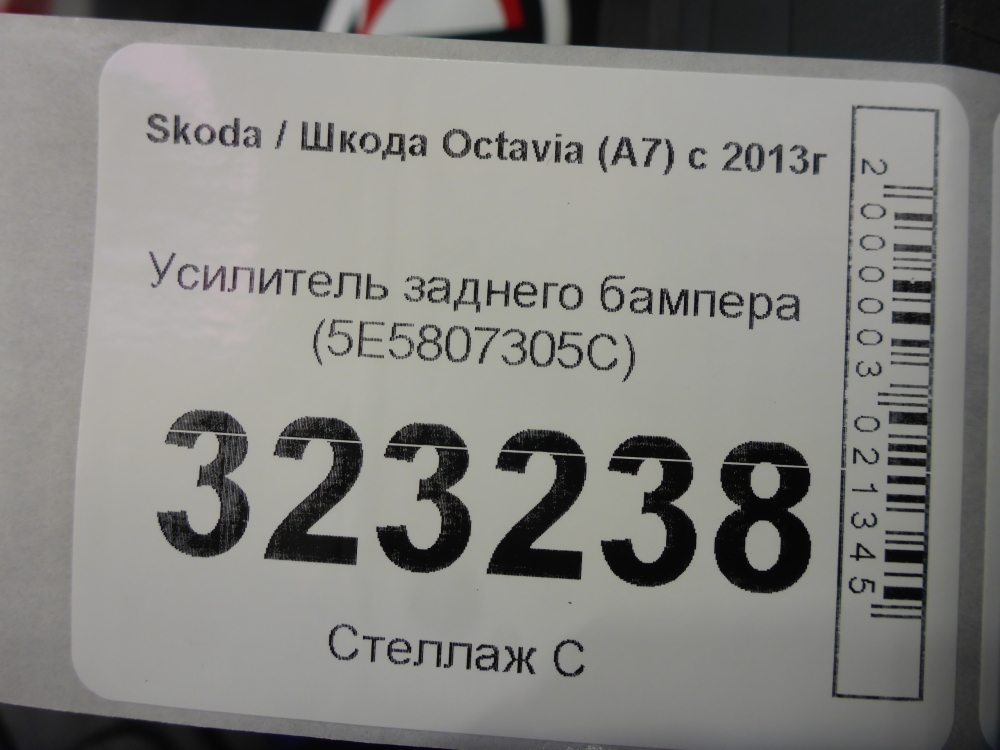 Skoda / Шкода Octavia (A7) с 2013г
Усилитель заднего бампера
(5E5807305C)
323238
Стеллаж С
2000003021345